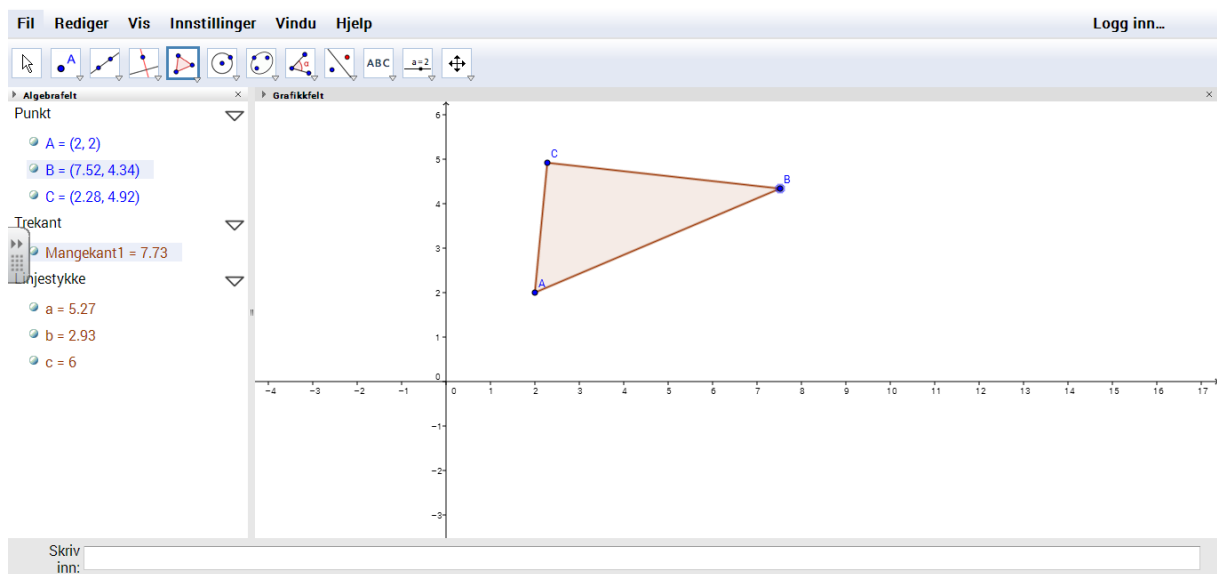 Fil Rediger Vis Innstillinger Vindu Hjelp Logg inn...
A α ABC a=2
Algebrafelt × Grafikkfelt ×
Punkt
A = (2, 2)
B = (7.52, 4.34)
C = (2.28, 4.92)
Trekant
Mangekant1 = 7.73
Linjestykke
a = 5.27
b = 2.93
c = 6
6
5
4
3
2
1
0
-4 -3 -2 -1 0 1 2 3 4 5 6 7 8 9 10 11 12 13 14 15 16 17
-1
-2
-3
C
B
A
Skriv
inn: